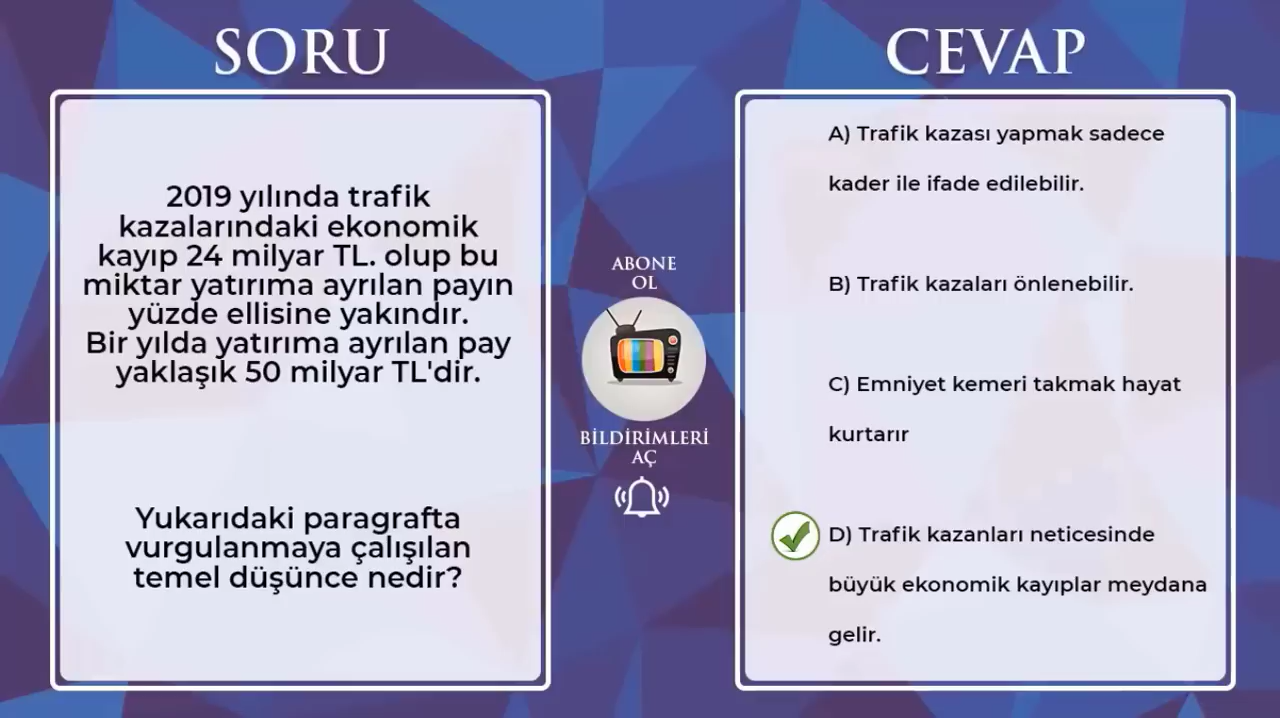 SORU
2019 yılında trafik
kazalarındaki ekonomik
kayıp 24 milyar TL. olup bu
miktar yatırıma ayrılan payın
yüzde ellisine yakındır.
Bir yılda yatırıma ayrılan pay
yaklaşık 50 milyar TL'dir.
Yukarıdaki paragrafta
vurgulanmaya çalışılan
temel düşünce nedir?
ABONE
OL
BİLDİRİMLERİ
AÇ
CEVAP
A) Trafik kazası yapmak sadece
kader ile ifade edilebilir.
B) Trafik kazaları önlenebilir.
C) Emniyet kemeri takmak hayat
kurtarır
D) Trafik kazanları neticesinde
büyük ekonomik kayıplar meydana
gelir.